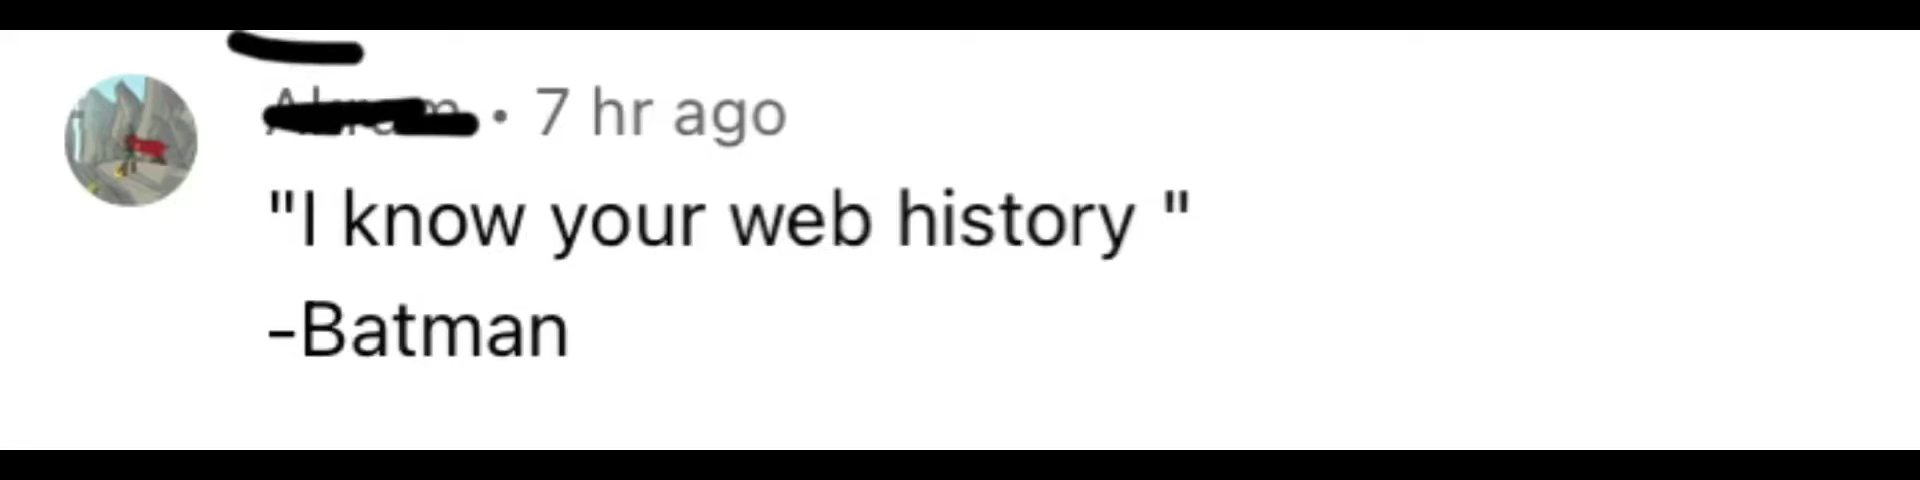 • 7 hr ago
"I know your web history "
-Batman